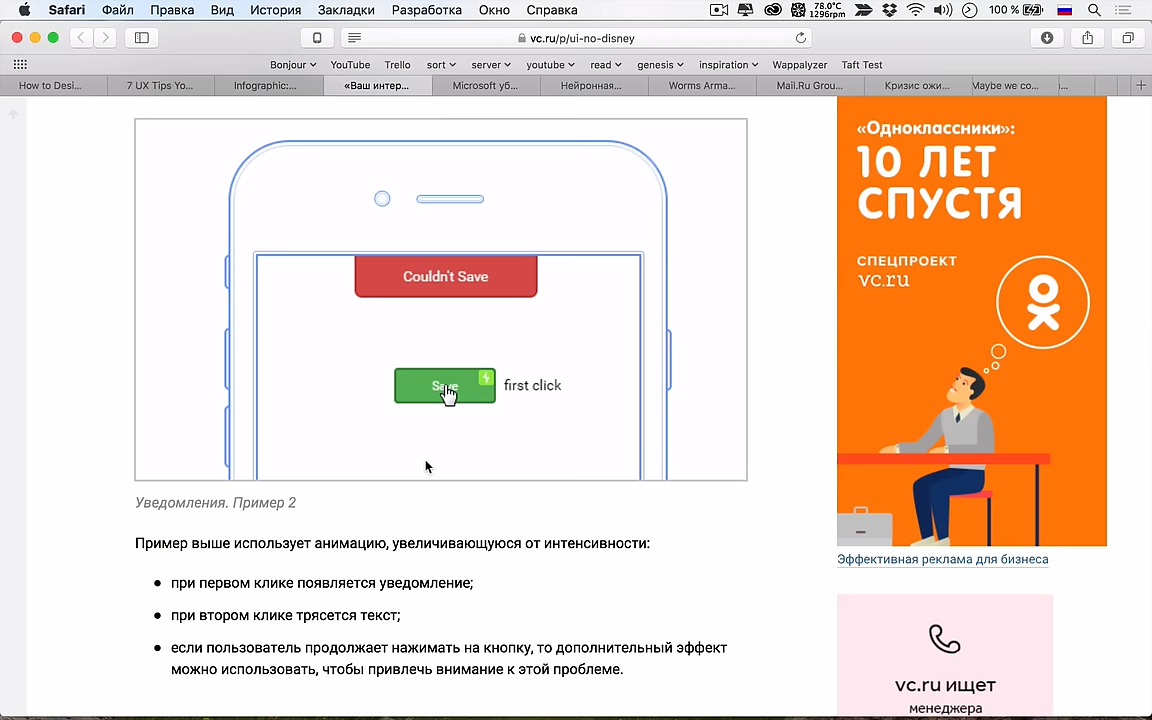 Safari Файл Правка Вид История Закладки Разработка Окно Справка 78.0°C 1296rpm 100 %
vc.ru/p/ui-no-disney
Bonjour YouTube Trello sort server youtube read genesis inspiration Wappalyzer Taft Test
How to Desi... 7 UX Tips Yo... Infographic:... «Ваш интер... Microsoft уб... Нейронная... Worms Arma... Mail.Ru Grou... Кризис ожи... Maybe we co... ...
Couldn't Save
Save first click
Уведомления. Пример 2
Пример выше использует анимацию, увеличивающуюся от интенсивности:
• при первом клике появляется уведомление;
• при втором клике трясется текст;
• если пользователь продолжает нажимать на кнопку, то дополнительный эффект
можно использовать, чтобы привлечь внимание к этой проблеме.
«Одноклассники»:
10 ЛЕТ
СПУСТЯ
СПЕЦПРОЕКТ
vc.ru
Эффективная реклама для бизнеса
vc.ru ищет
менеджера